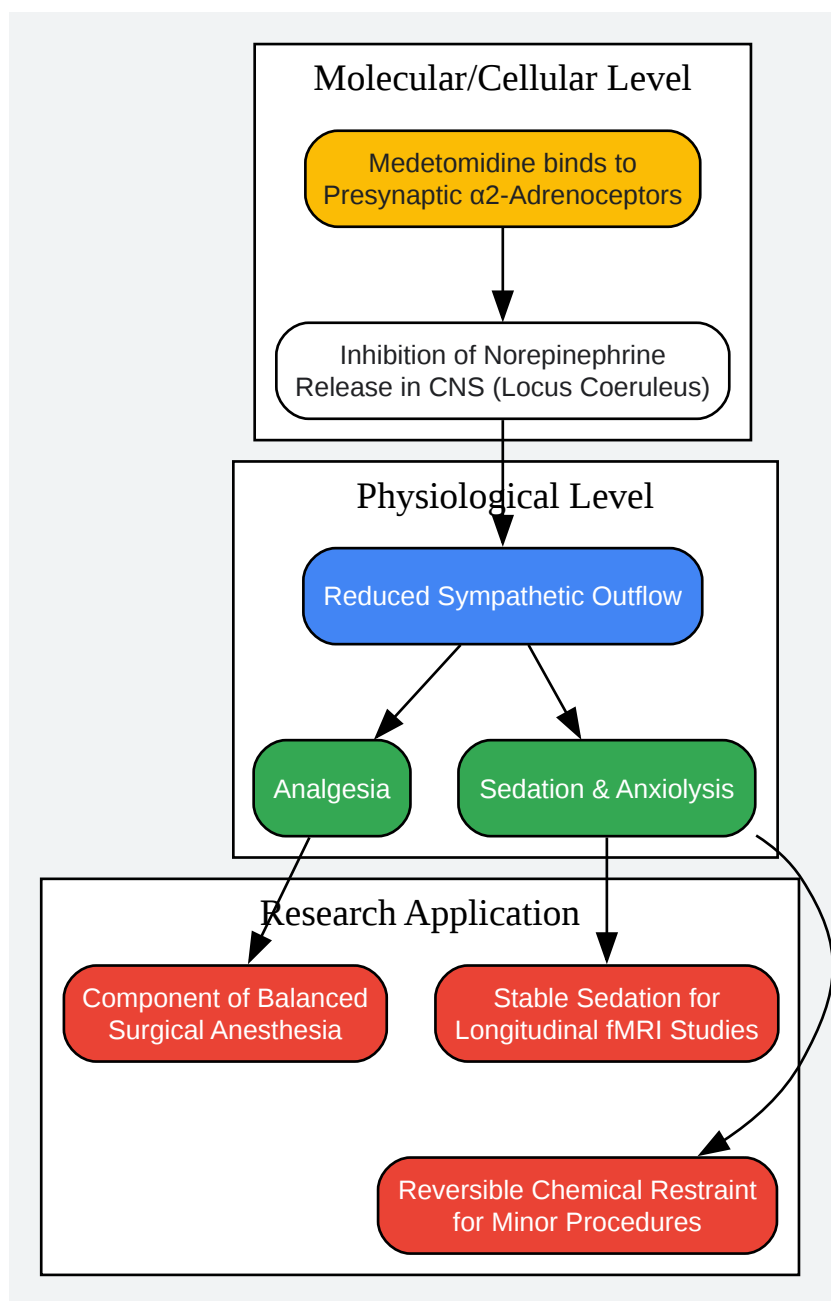 Molecular/Cellular Level
Medetomidine binds to
Presynaptic α2-Adrenoceptors
Inhibition of Norepinephrine
Release in CNS (Locus Coeruleus)
Physiological Level
Reduced Sympathetic Outflow
Analgesia
Sedation & Anxiolysis
Research Application
Component of Balanced
Surgical Anesthesia
Stable Sedation for
Longitudinal fMRI Studies
Reversible Chemical Restraint
for Minor Procedures